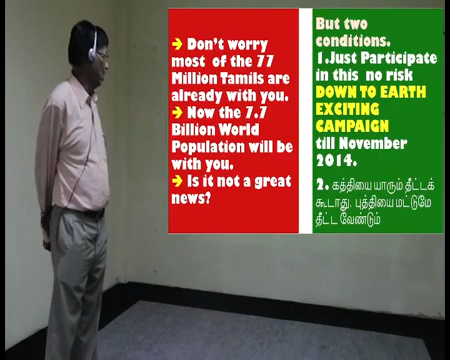 → Don't worry
most of the 77
Million Tamils are
already with you.
→ Now the 7.7
Billion World
Population will be
with you.
→ Is it not a great
news?
But two
conditions.
1.Just Participate
in this no risk
DOWN TO EARTH
EXCITING
CAMPAIGN
till November
2014.
2. கத்தியை யாரும் தீட்டக்
கூடாது. புத்தியை மட்டுமே
தீட்ட வேண்டும்